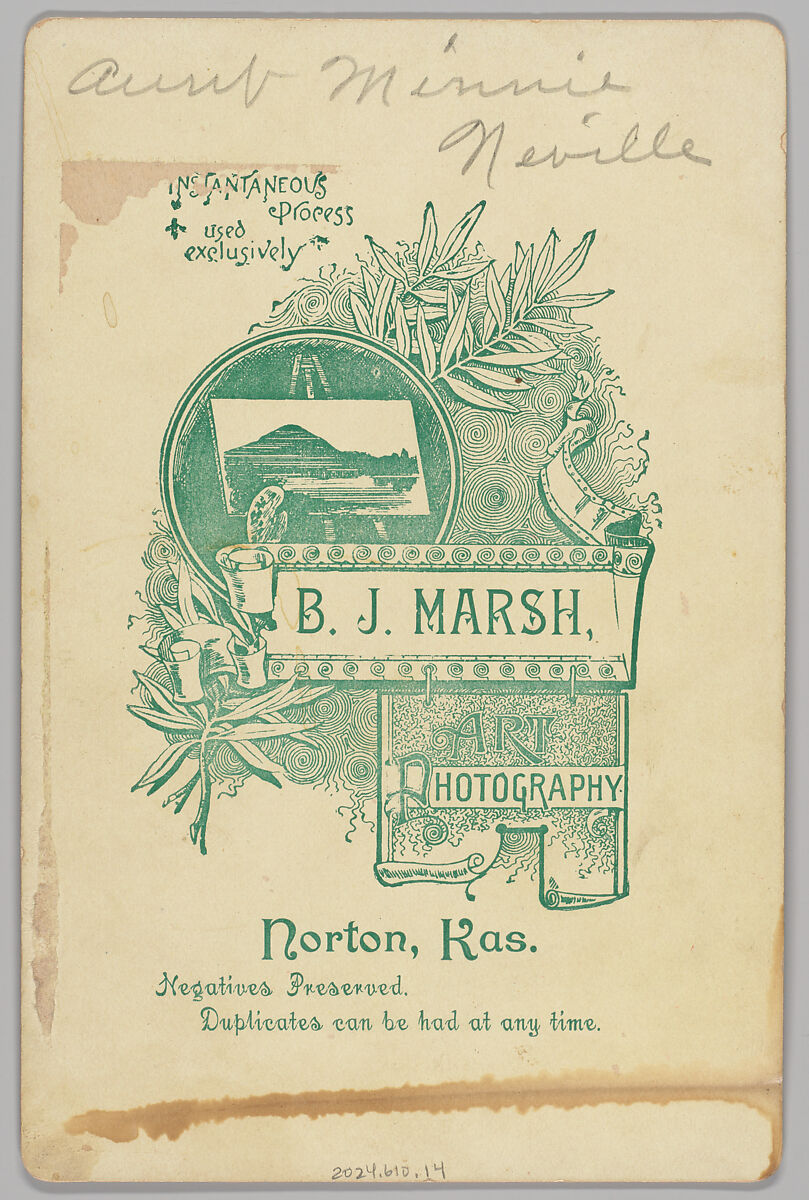 Aunt Minnie
Neville
INSTANTANEOUS
Process
used
exclusively
B. J. MARSH,
ART
PHOTOGRAPHY.
Norton, Kas.
Negatives Preserved.
Duplicates can be had at any time.
2024.610.14